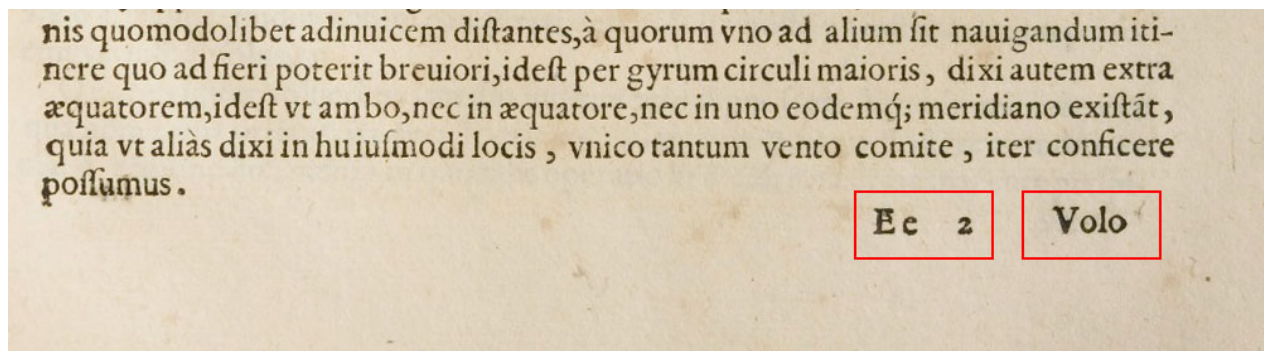 nis quomodolibet adinuicem diſtantes,à quorum vno ad alium ſit nauigandum iti-
nere quo ad fieri poterit breuiori,ideſt per gyrum circuli maioris, dixi autem extra
æquatorem,ideſt vt ambo,nec in æquatore,nec in uno eodemq́; meridiano exiſtãt,
quia vt aliàs dixi in huiuſmodi locis, vnico tantum vento comite, iter conficere
poſſumus.
Ee 2 Volo